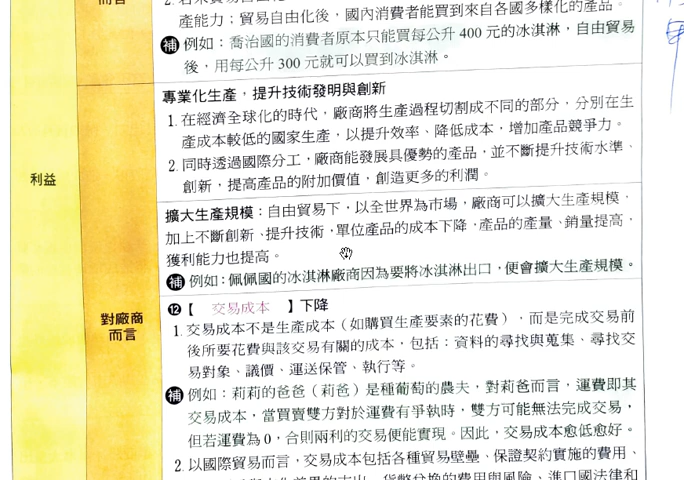 而言
產能力；貿易自由化後，國內消費者能買到來自各國多樣化的產品。
補 例如：喬治國的消費者原本只能買每公升 400 元的冰淇淋，自由貿易
後，用每公升 300 元就可以買到冰淇淋。
利益
對廠商
而言
專業化生產，提升技術發明與創新
1. 在經濟全球化的時代，廠商將生產過程切割成不同的部分，分別在生
產成本較低的國家生產，以提升效率、降低成本，增加產品競爭力。
2. 同時透過國際分工，廠商能發展具優勢的產品，並不斷提升技術水準、
創新，提高產品的附加價值，創造更多的利潤。
擴大生產規模：自由貿易下，以全世界為市場，廠商可以擴大生產規模，
加上不斷創新、提升技術，單位產品的成本下降，產品的產量、銷量提高，
獲利能力也提高。
補 例如：佩佩國的冰淇淋廠商因為要將冰淇淋出口，便會擴大生產規模。
⓬【 交易成本 】下降
1. 交易成本不是生產成本（如購買生產要素的花費），而是完成交易前
後所要花費與該交易有關的成本，包括：資料的尋找與蒐集、尋找交
易對象、議價、運送保管、執行等。
補 例如：莉莉的爸爸（莉爸）是種葡萄的農夫，對莉爸而言，運費即其
交易成本，當買賣雙方對於運費有爭執時，雙方可能無法完成交易，
但若運費為 0，合則兩利的交易便能實現。因此，交易成本愈低愈好。
2. 以國際貿易而言，交易成本包括各種貿易壁壘、保證契約實施的費用、
貨幣兌換的費用與風險、進口國法律和